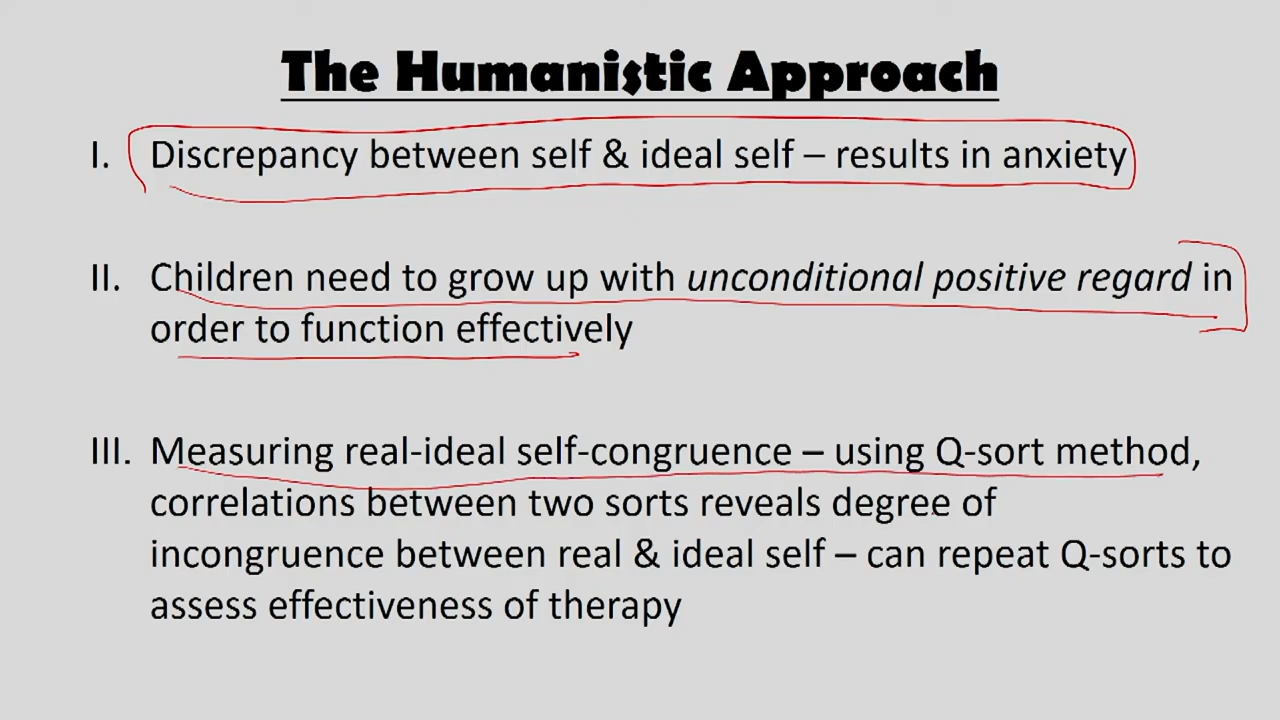 The Humanistic Approach
I. Discrepancy between self & ideal self – results in anxiety
II. Children need to grow up with unconditional positive regard in
order to function effectively
III. Measuring real-ideal self-congruence – using Q-sort method,
correlations between two sorts reveals degree of
incongruence between real & ideal self – can repeat Q-sorts to
assess effectiveness of therapy